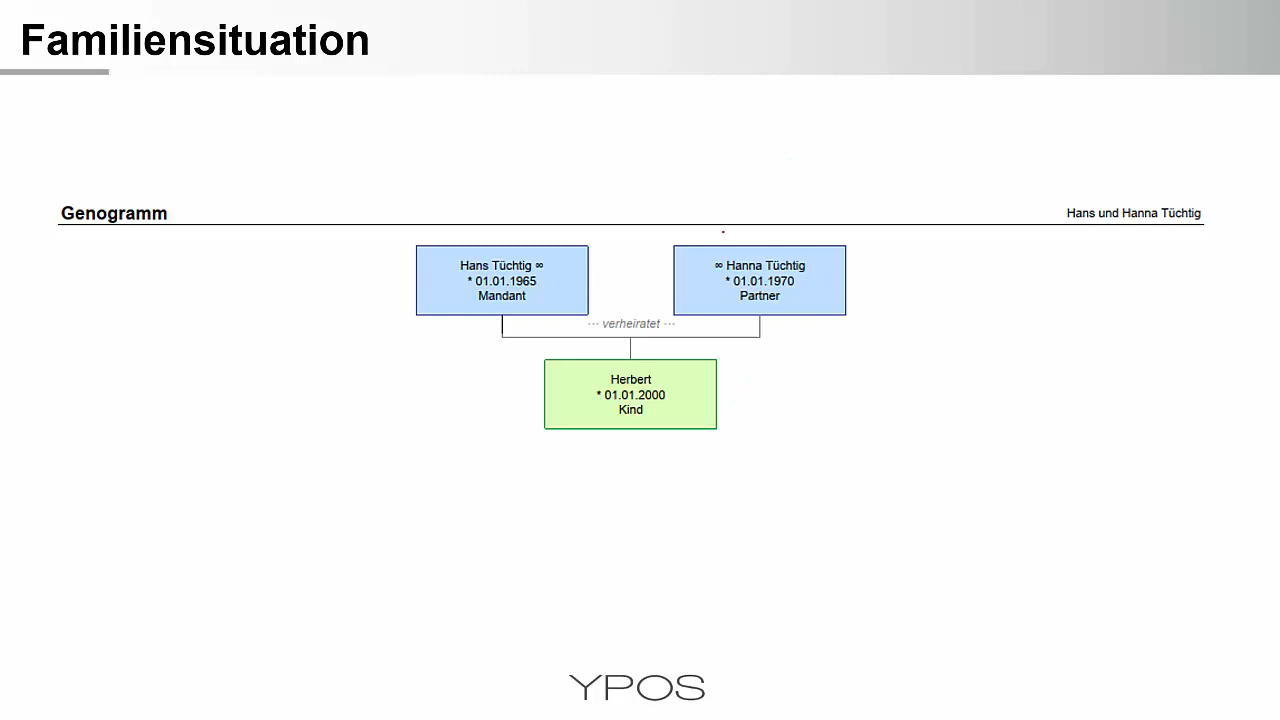 Familiensituation
Genogramm
Hans und Hanna Tüchtig
Hans Tüchtig ∞
* 01.01.1965
Mandant
∞ Hanna Tüchtig
* 01.01.1970
Partner
--- verheiratet ---
Herbert
* 01.01.2000
Kind
YPOS